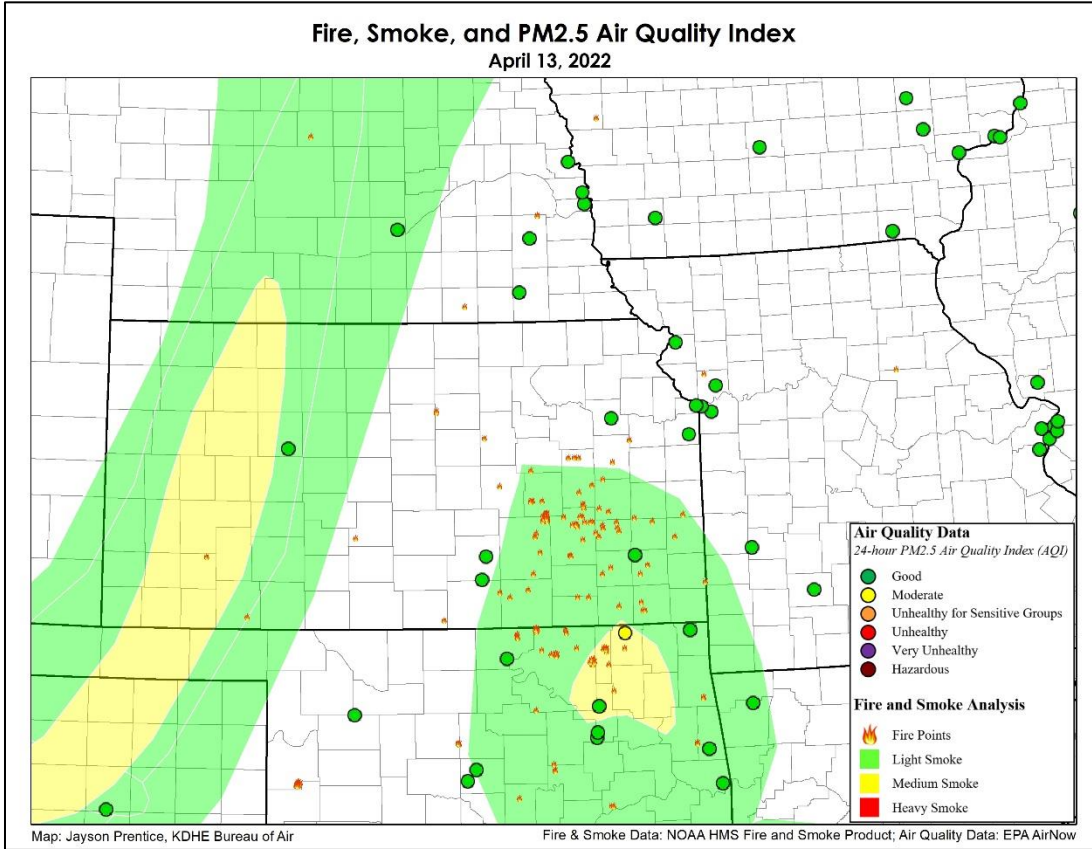 Fire, Smoke, and PM2.5 Air Quality Index
April 13, 2022
Air Quality Data
24-hour PM2.5 Air Quality Index (AQI)
Good
Moderate
Unhealthy for Sensitive Groups
Unhealthy
Very Unhealthy
Hazardous
Fire and Smoke Analysis
Fire Points
Light Smoke
Medium Smoke
Heavy Smoke
Map: Jayson Prentice, KDHE Bureau of Air
Fire & Smoke Data: NOAA HMS Fire and Smoke Product; Air Quality Data: EPA AirNow